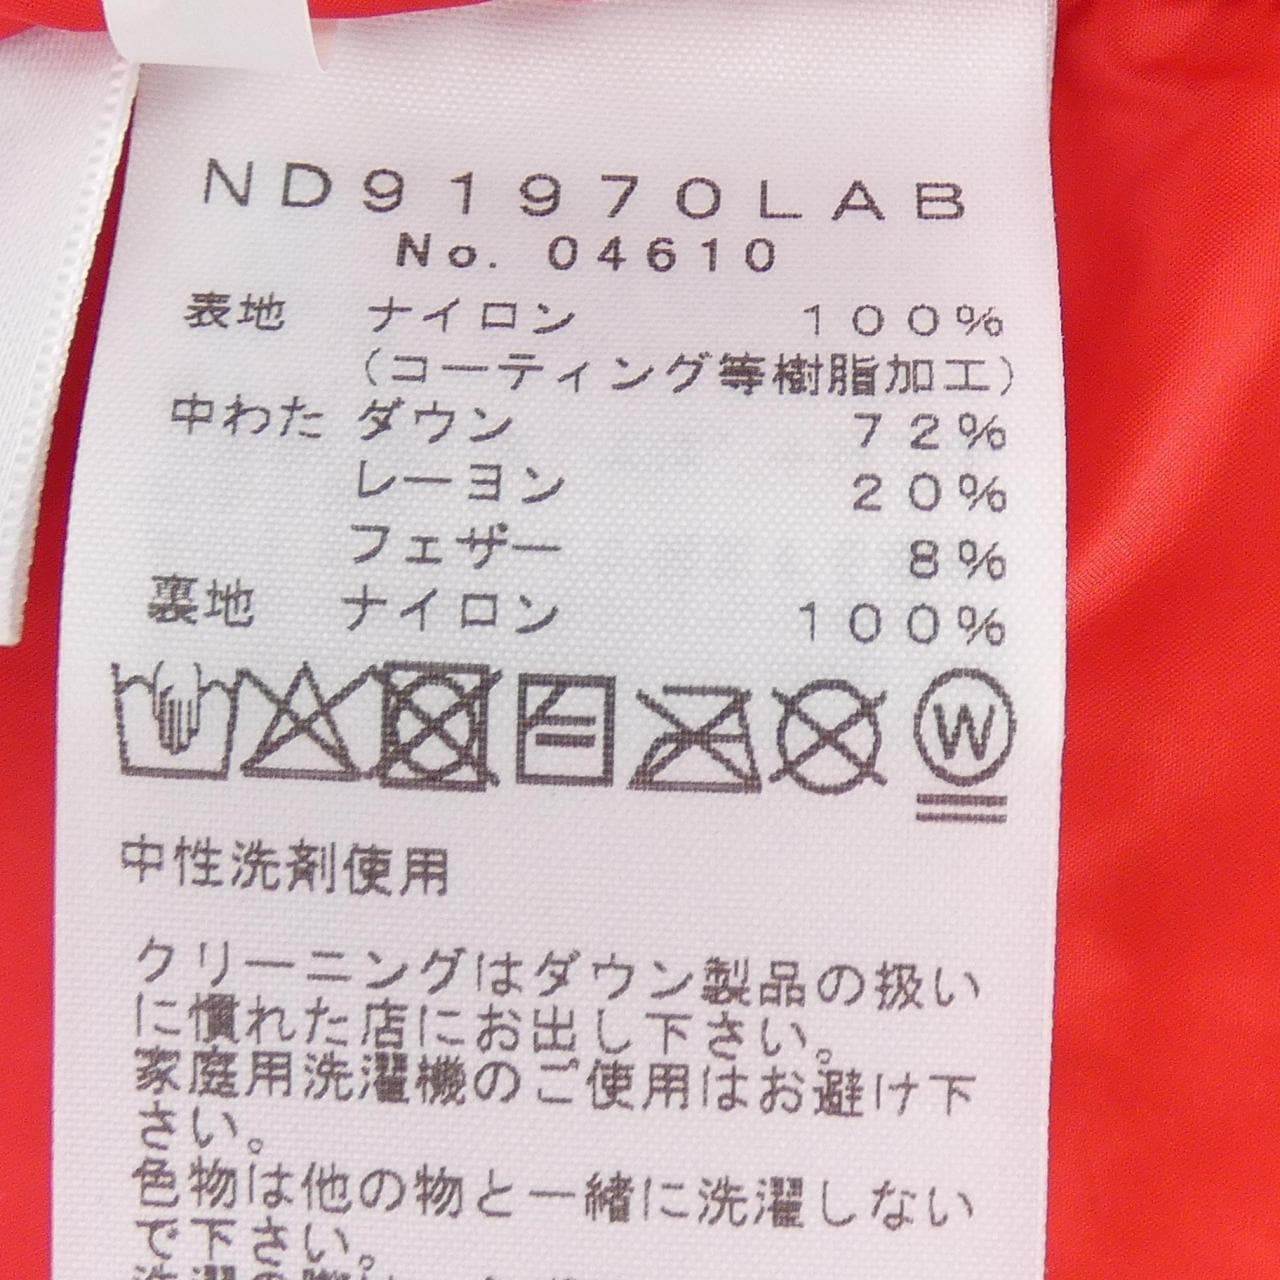 ND91970LAB
No. 04610
表地 ナイロン 100%
(コーティング等樹脂加工)
中わた ダウン 72%
レーヨン 20%
フェザー 8%
裏地 ナイロン 100%
W
中性洗剤使用
クリーニングはダウン製品の扱い
に慣れた店にお出し下さい。
家庭用洗濯機のご使用はお避け下
さい。
色物は他の物と一緒に洗濯しない
で下さい。